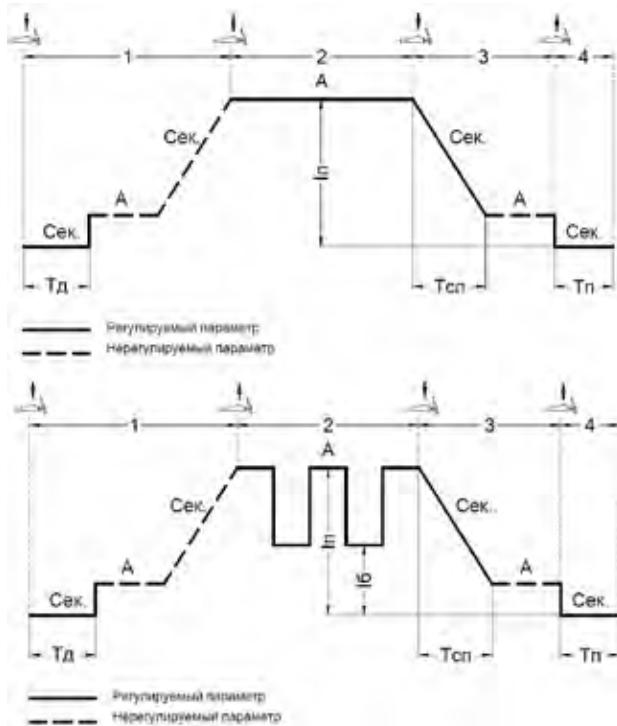 1 2 3 4
А
Сек. Сек.
Iп
А А
Сек. Сек.
Тд Тсп Тп
Регулируемый параметр
Нерегулируемый параметр
1 2 3 4
А
Сек. Сек.
Iп
Iб
А А
Сек. Сек.
Тд Тсп Тп
Регулируемый параметр
Нерегулируемый параметр